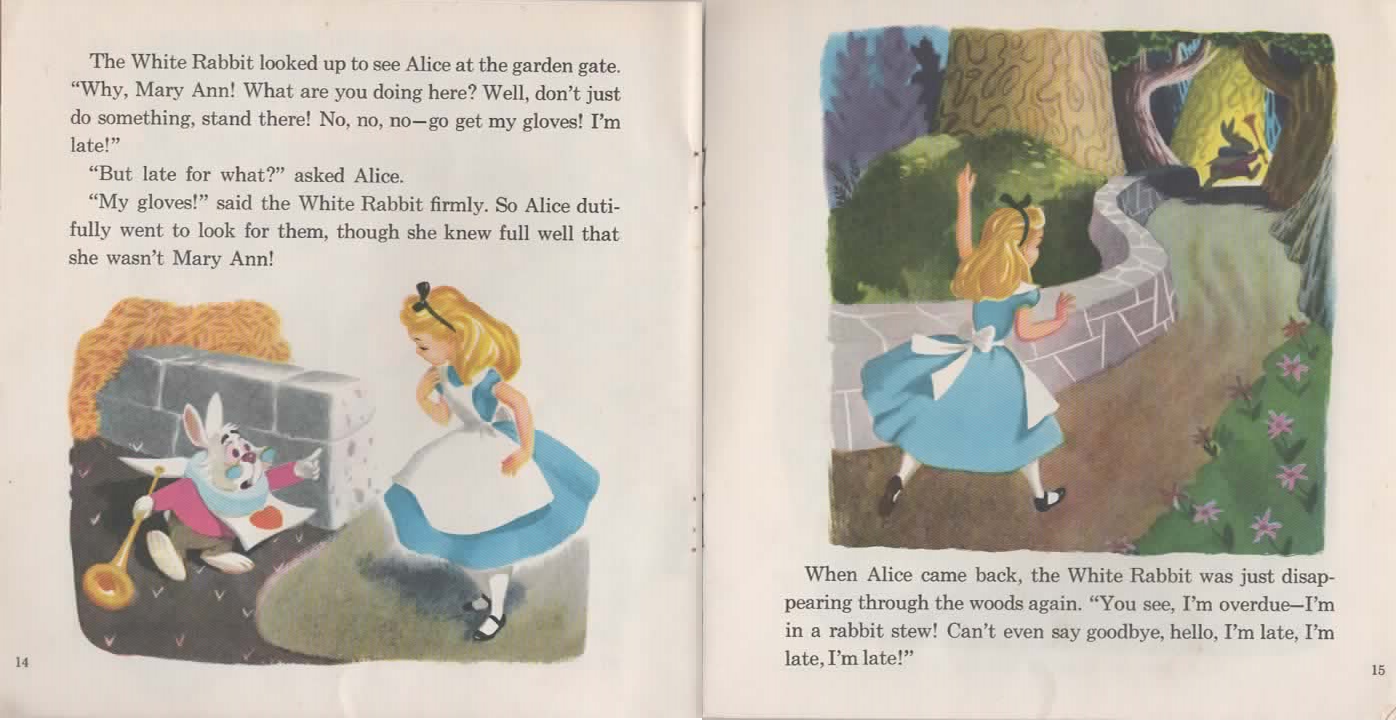 The White Rabbit looked up to see Alice at the garden gate.
“Why, Mary Ann! What are you doing here? Well, don’t just
do something, stand there! No, no, no—go get my gloves! I’m
late!”
“But late for what?” asked Alice.
“My gloves!” said the White Rabbit firmly. So Alice duti-
fully went to look for them, though she knew full well that
she wasn’t Mary Ann!
14
When Alice came back, the White Rabbit was just disap-
pearing through the woods again. “You see, I’m overdue—I’m
in a rabbit stew! Can’t even say goodbye, hello, I’m late, I’m
late, I’m late!”
15